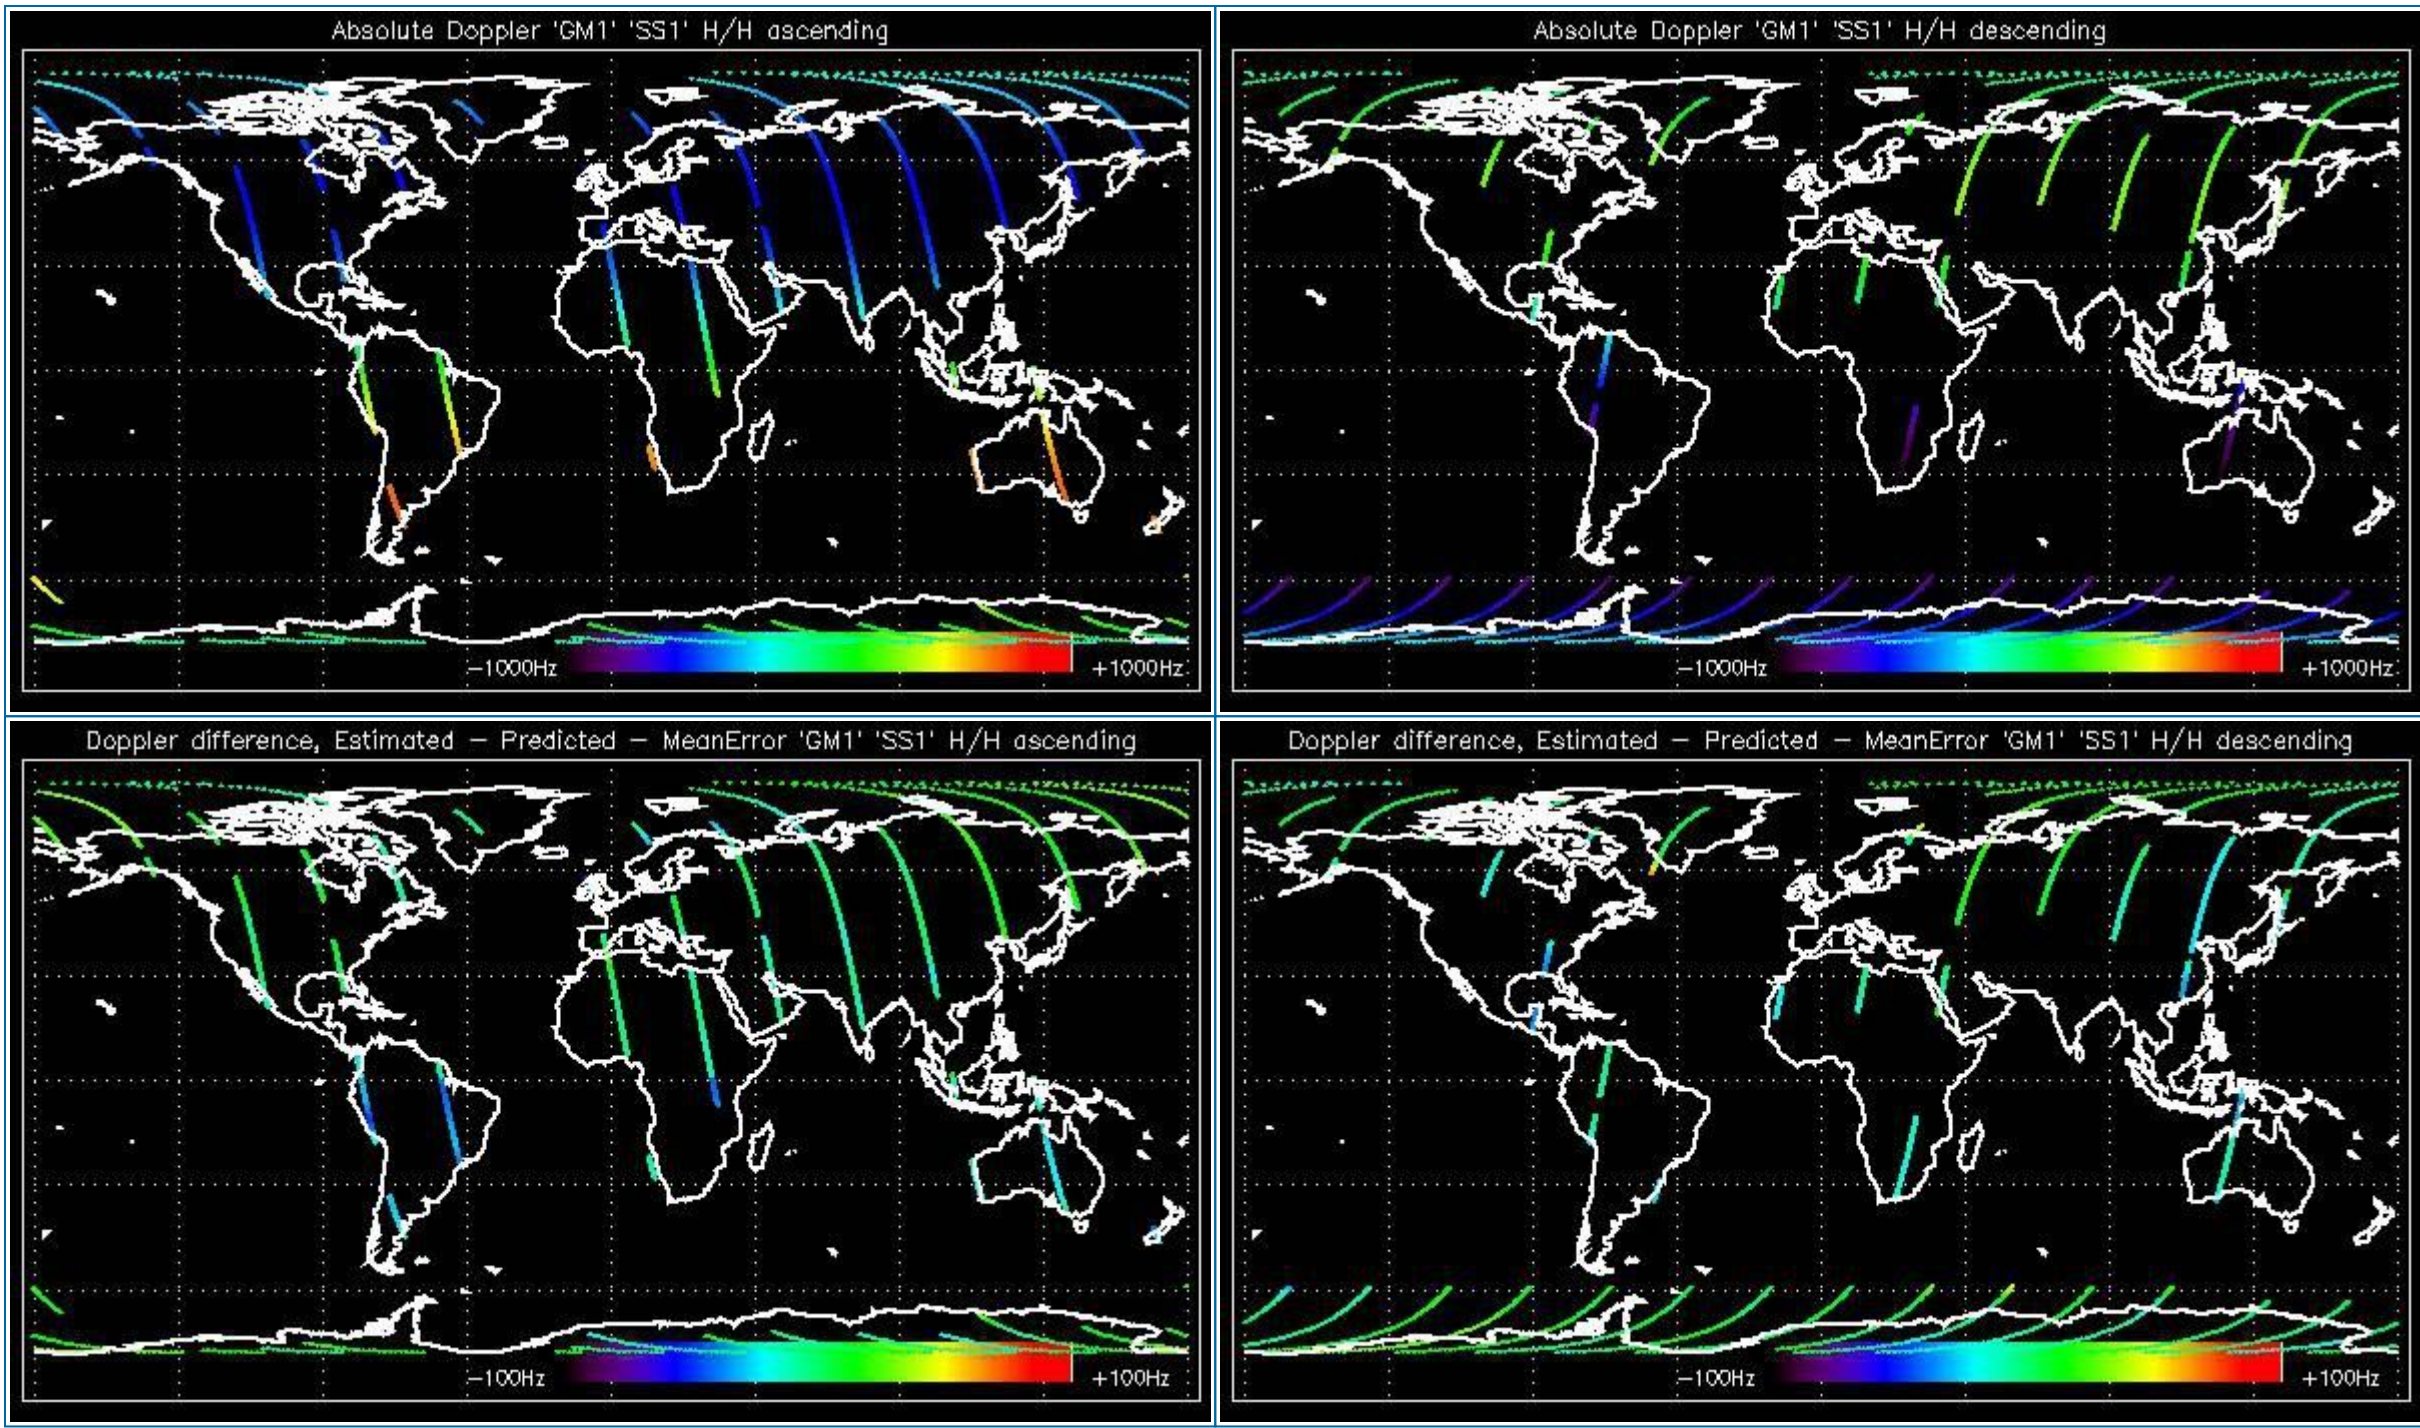 Absolute Doppler 'GM1' 'SS1' H/H ascending
−1000Hz
+1000Hz
Absolute Doppler 'GM1' 'SS1' H/H descending
−1000Hz
+1000Hz
Doppler difference, Estimated − Predicted − MeanError 'GM1' 'SS1' H/H ascending
−100Hz
+100Hz
Doppler difference, Estimated − Predicted − MeanError 'GM1' 'SS1' H/H descending
−100Hz
+100Hz